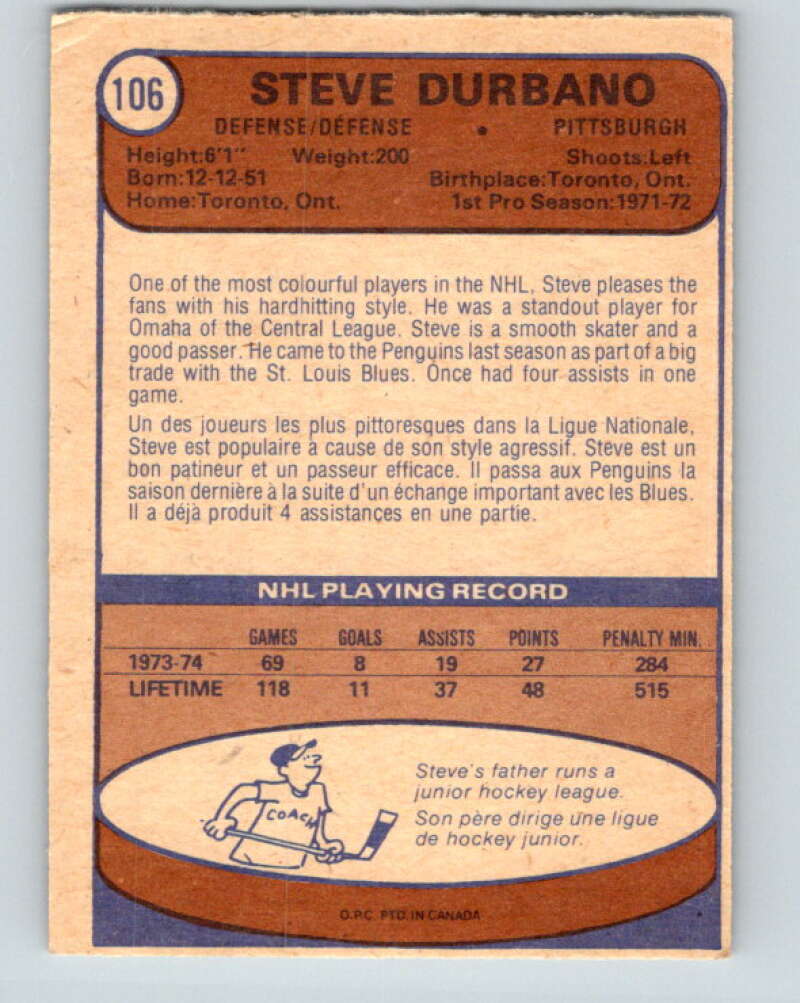 106
STEVE DURBANO
DEFENSE/DÉFENSE • PITTSBURGH
Height:6'1" Weight:200 Shoots:Left
Born:12-12-51 Birthplace:Toronto, Ont.
Home:Toronto, Ont. 1st Pro Season:1971-72
One of the most colourful players in the NHL, Steve pleases the
fans with his hardhitting style. He was a standout player for
Omaha of the Central League. Steve is a smooth skater and a
good passer. He came to the Penguins last season as part of a big
trade with the St. Louis Blues. Once had four assists in one
game.
Un des joueurs les plus pittoresques dans la Ligue Nationale,
Steve est populaire à cause de son style agressif. Steve est un
bon patineur et un passeur efficace. Il passa aux Penguins la
saison dernière à la suite d'un échange important avec les Blues.
Il a déjà produit 4 assistances en une partie.
NHL PLAYING RECORD
GAMES GOALS ASSISTS POINTS PENALTY MIN.
1973-74 69 8 19 27 284
LIFETIME 118 11 37 48 515
Steve's father runs a
junior hockey league.
Son père dirige une ligue
de hockey junior.
COACH
O.P.C. PTD. IN CANADA